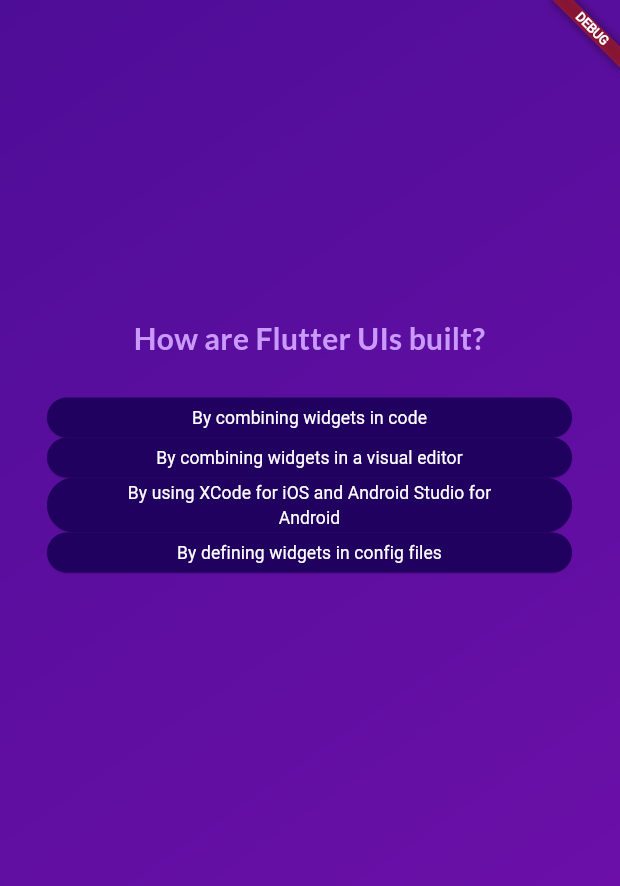 DEBUG
How are Flutter UIs built?
By combining widgets in code
By combining widgets in a visual editor
By using XCode for iOS and Android Studio for
Android
By defining widgets in config files